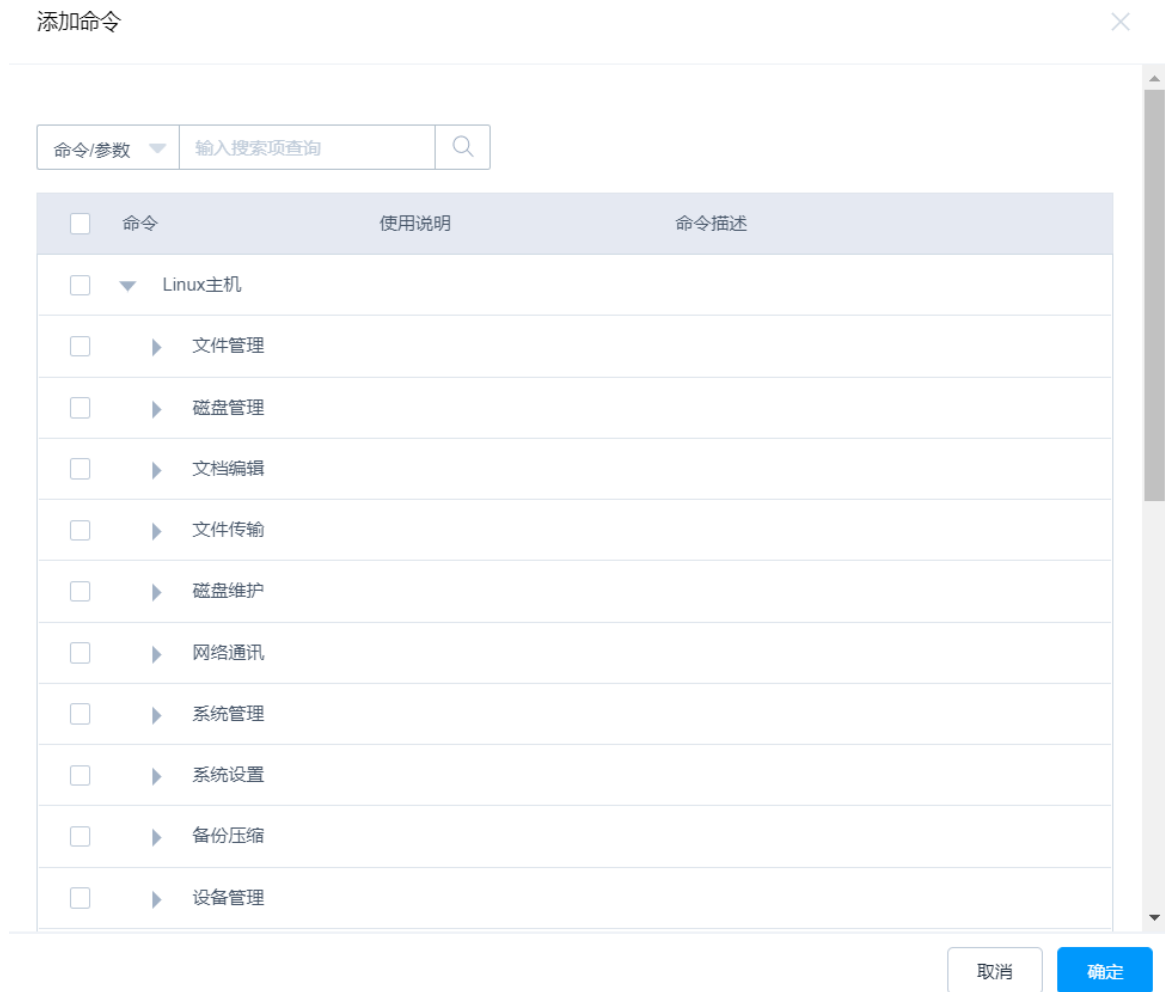 添加命令
命令/参数 输入搜索项查询
命令 使用说明 命令描述
Linux主机
文件管理
磁盘管理
文档编辑
文件传输
磁盘维护
网络通讯
系统管理
系统设置
备份压缩
设备管理
取消 确定